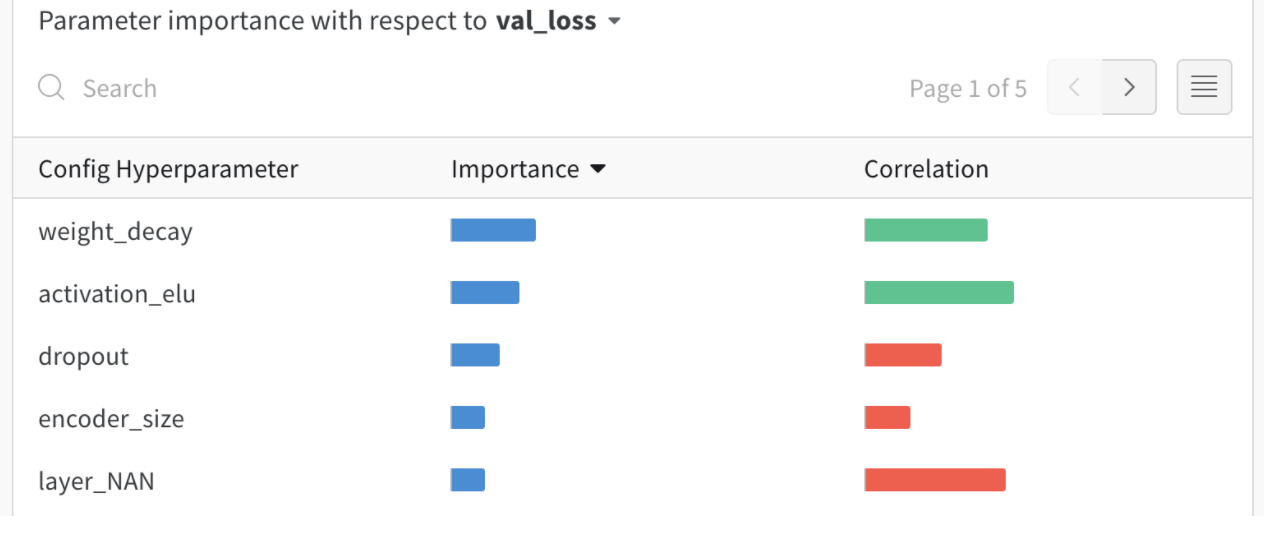 Parameter importance with respect to val_loss
Search
Page 1 of 5
Config Hyperparameter Importance Correlation
weight_decay
activation_elu
dropout
encoder_size
layer_NAN